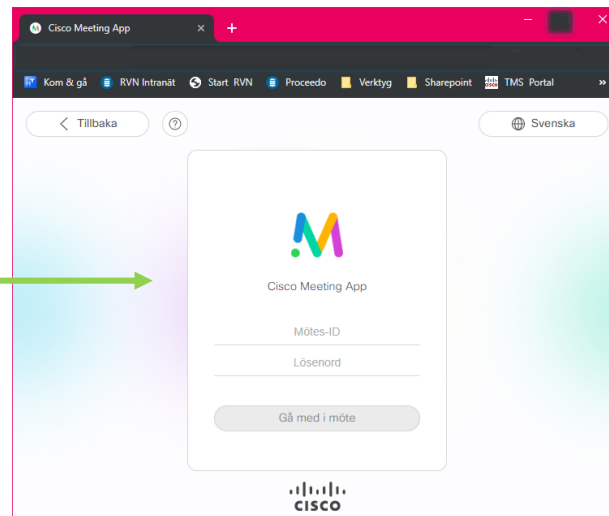 Cisco Meeting App
Kom & gå RVN Intranät Start RVN Proceedo Verktyg Sharepoint TMS Portal »
Tillbaka ? Svenska
Cisco Meeting App
Mötes-ID
Lösenord
Gå med i möte
CISCO